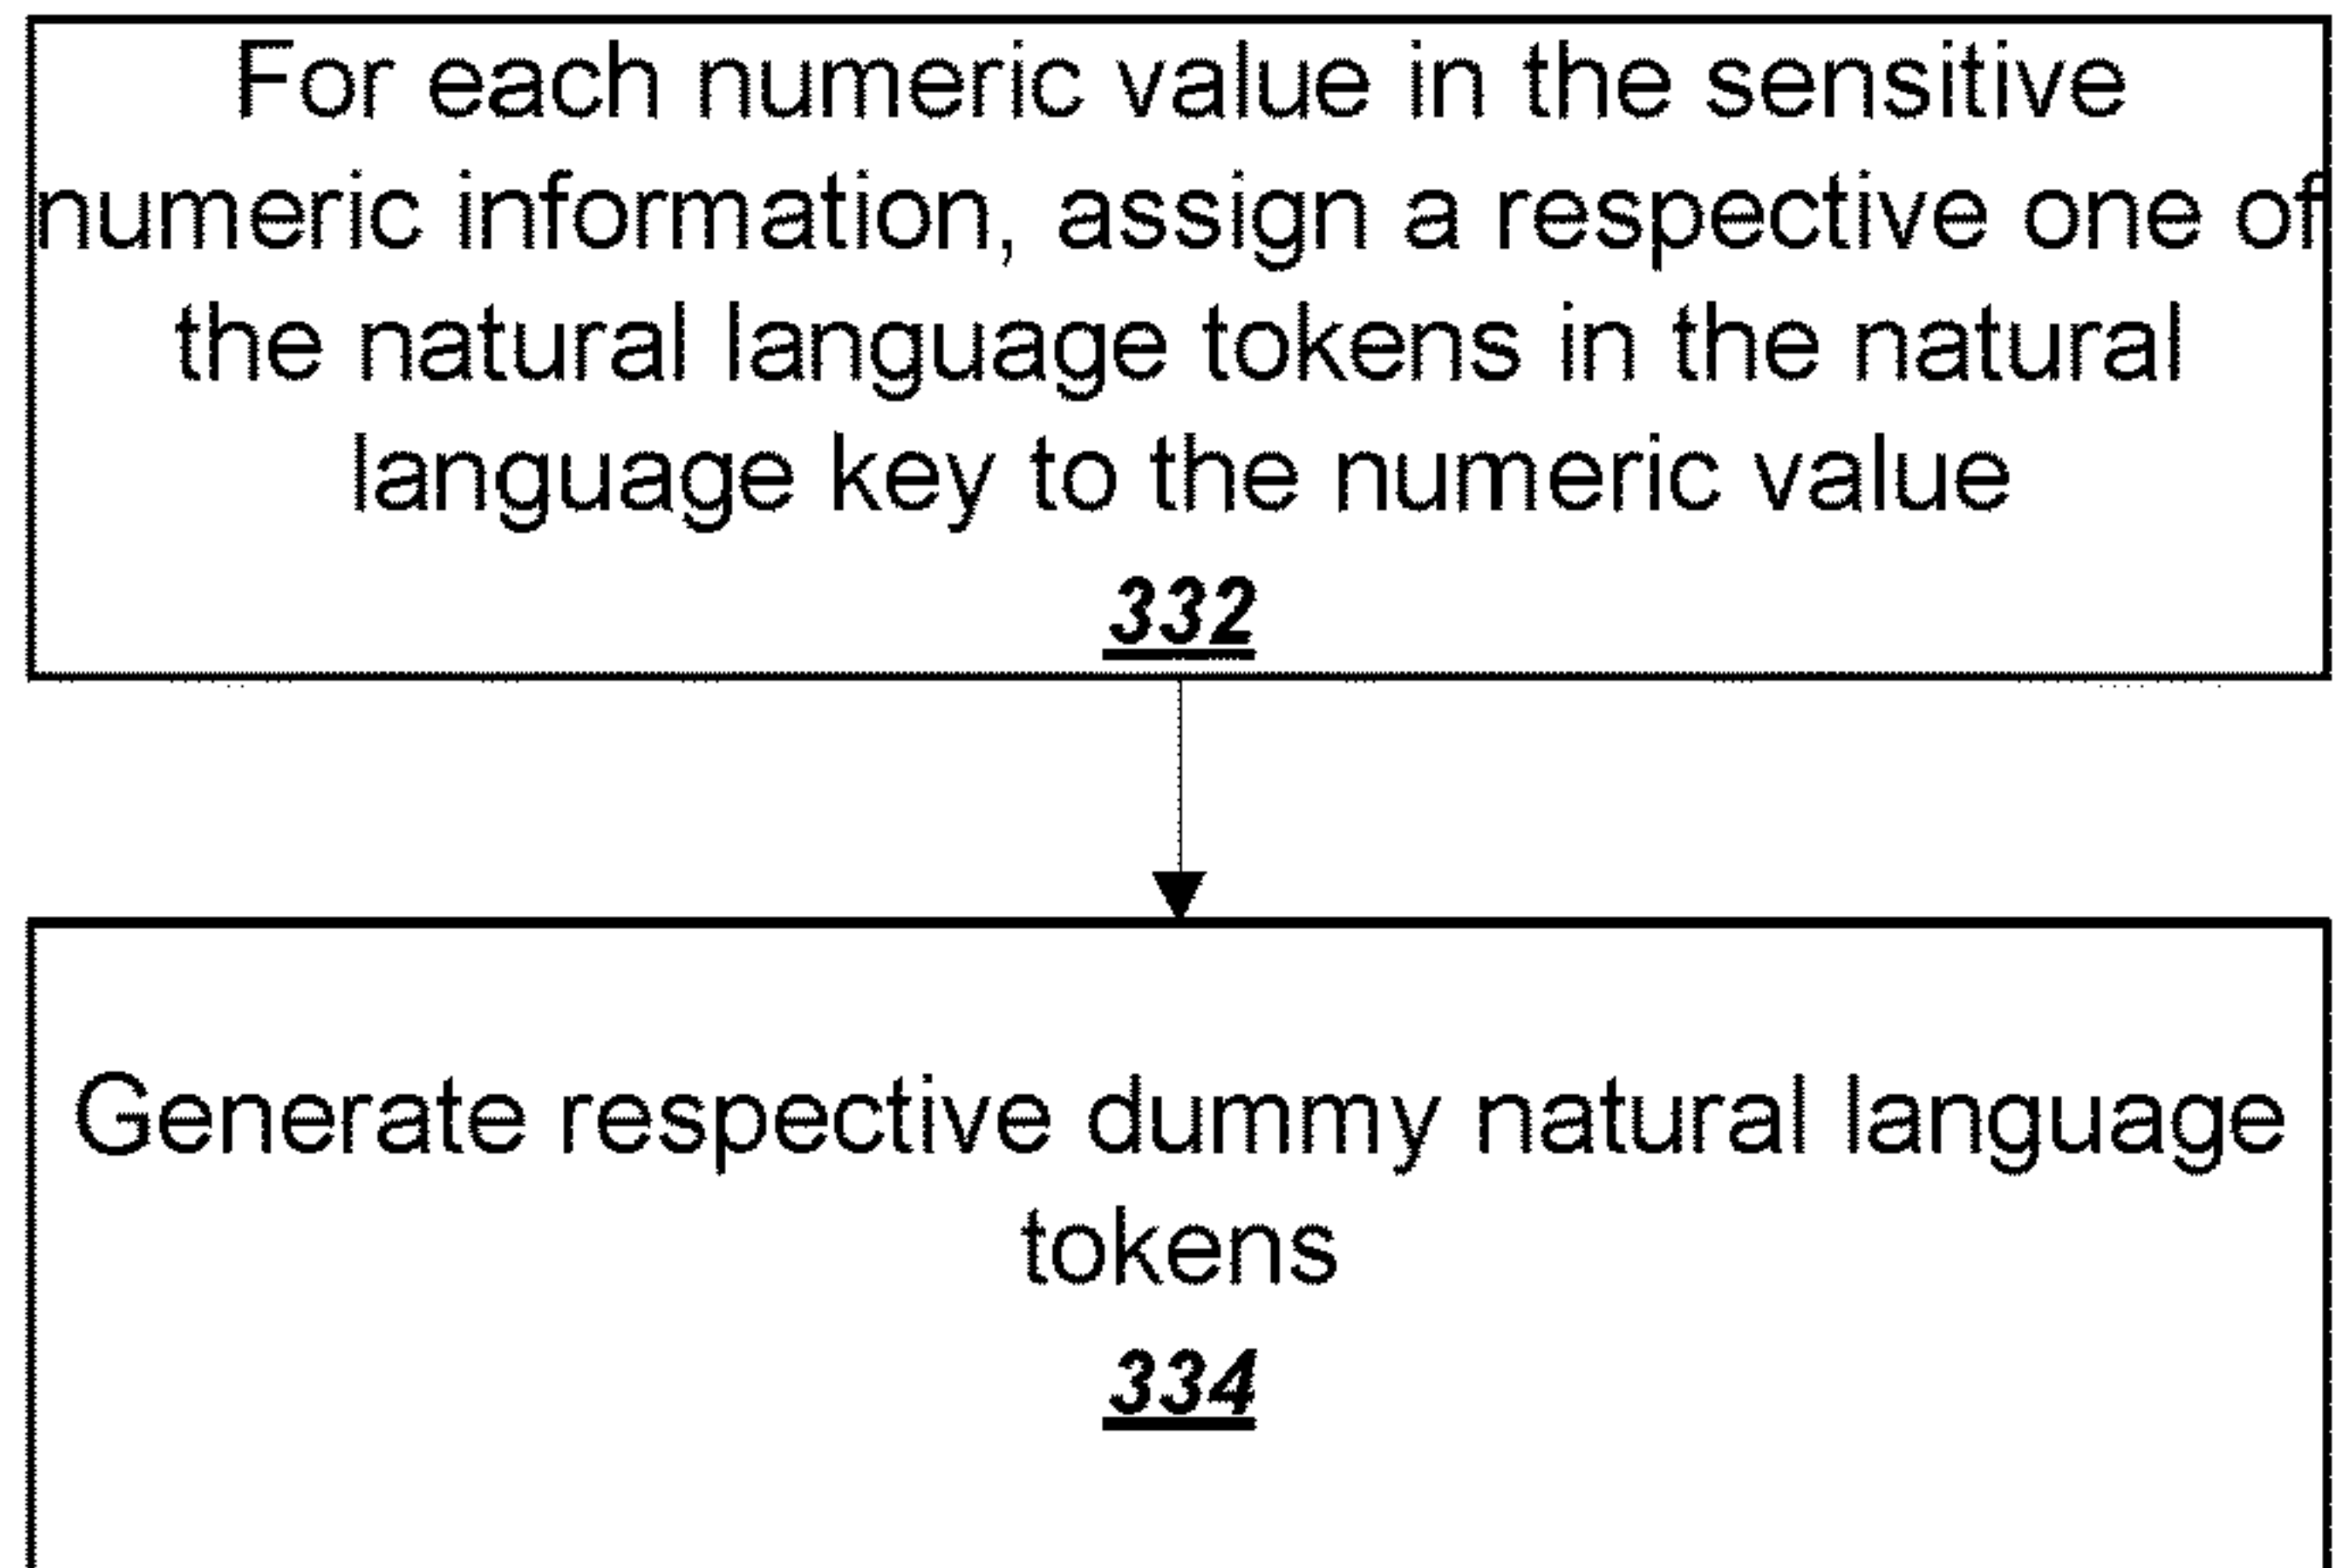 For each numeric value in the sensitive
numeric information, assign a respective one of
the natural language tokens in the natural
language key to the numeric value
332
Generate respective dummy natural language
tokens
334